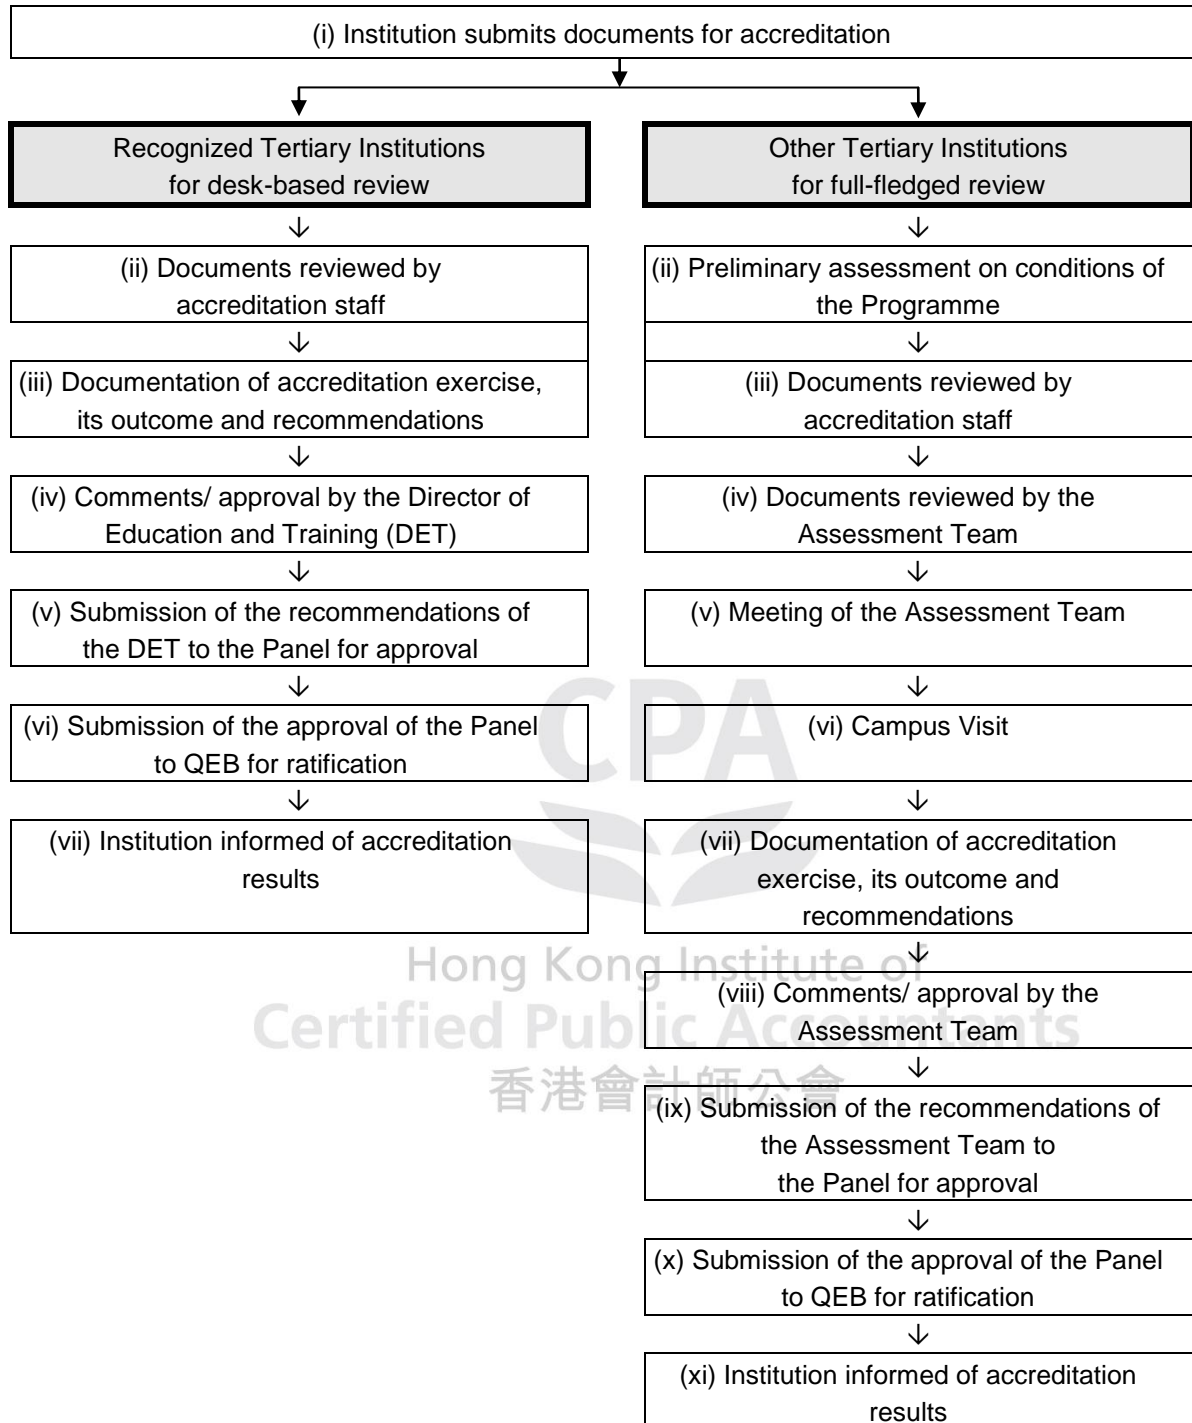 (i) Institution submits documents for accreditation
Recognized Tertiary Institutions
for desk-based review
(ii) Documents reviewed by
accreditation staff
(iii) Documentation of accreditation exercise,
its outcome and recommendations
(iv) Comments/ approval by the Director of
Education and Training (DET)
(v) Submission of the recommendations of
the DET to the Panel for approval
(vi) Submission of the approval of the Panel
to QEB for ratification
(vii) Institution informed of accreditation
results
Other Tertiary Institutions
for full-fledged review
(ii) Preliminary assessment on conditions of
the Programme
(iii) Documents reviewed by
accreditation staff
(iv) Documents reviewed by the
Assessment Team
(v) Meeting of the Assessment Team
(vi) Campus Visit
(vii) Documentation of accreditation
exercise, its outcome and
recommendations
(viii) Comments/ approval by the
Assessment Team
(ix) Submission of the recommendations of
the Assessment Team to
the Panel for approval
(x) Submission of the approval of the Panel
to QEB for ratification
(xi) Institution informed of accreditation
results
CPA
Hong Kong Institute of
Certified Public Accountants
香港會計師公會